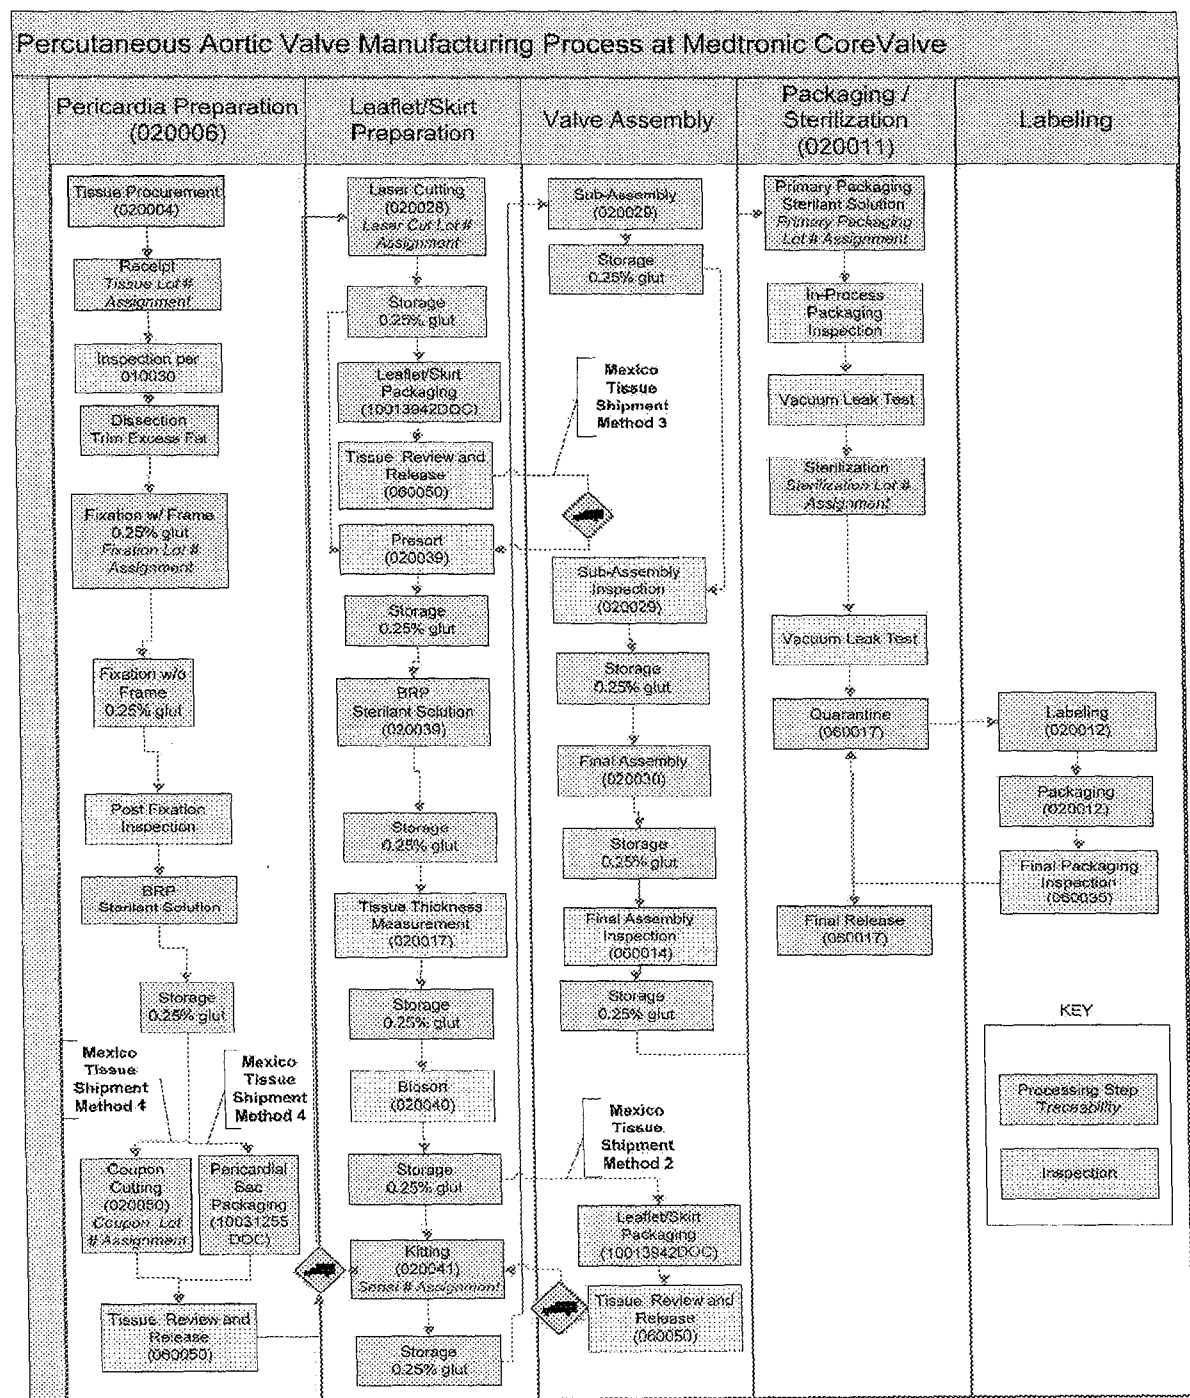 Percutaneous Aortic Valve Manufacturing Process at Medtronic CoreValve
Pericardia Preparation
(020006)
Tissue Procurement
(020004)
Receipt
Tissue Lot #
Assignment
Inspection per
010030
Dissection
Trim Excess Fat
Fixation w/ Frame
0.25% glut
Fixation Lot #
Assignment
Fixation w/o
Frame
0.25% glut
Post Fixation
Inspection
BRP
Sterilant Solution
Storage
0.25% glut
Mexico
Tissue
Shipment
Method 1
Mexico
Tissue
Shipment
Method 4
Coupon
Cutting
(020050)
Coupon Lot
# Assignment
Pericardial
Sac
Packaging
(10031255
DOC)
Tissue Review and
Release
(060050)
Leaflet/Skirt
Preparation
Laser Cutting
(020028)
Laser Cut Lot #
Assignment
Storage
0.25% glut
Leaflet/Skirt
Packaging
(10013942DOC)
Tissue Review and
Release
(060050)
Presort
(020039)
Storage
0.25% glut
BRP
Sterilant Solution
(020039)
Storage
0.25% glut
Tissue Thickness
Measurement
(020017)
Storage
0.25% glut
Biosort
(020040)
Storage
0.25% glut
Kitting
(020041)
Serial # Assignment
Storage
0.25% glut
Valve Assembly
Sub-Assembly
(020029)
Storage
0.25% glut
Mexico
Tissue
Shipment
Method 3
Sub-Assembly
Inspection
(020029)
Storage
0.25% glut
Final Assembly
(020030)
Storage
0.25% glut
Final Assembly
Inspection
(060014)
Storage
0.25% glut
Mexico
Tissue
Shipment
Method 2
Leaflet/Skirt
Packaging
(10013942DOC)
Tissue Review and
Release
(060050)
Packaging /
Sterilization
(020011)
Primary Packaging
Sterilant Solution
Primary Packaging
Lot # Assignment
In-Process
Packaging
Inspection
Vacuum Leak Test
Sterilization
Sterilization Lot #
Assignment
Vacuum Leak Test
Quarantine
(060017)
Final Release
(060017)
Labeling
Labeling
(020012)
Packaging
(020012)
Final Packaging
Inspection
(060035)
KEY
Processing Step
Traceability
Inspection